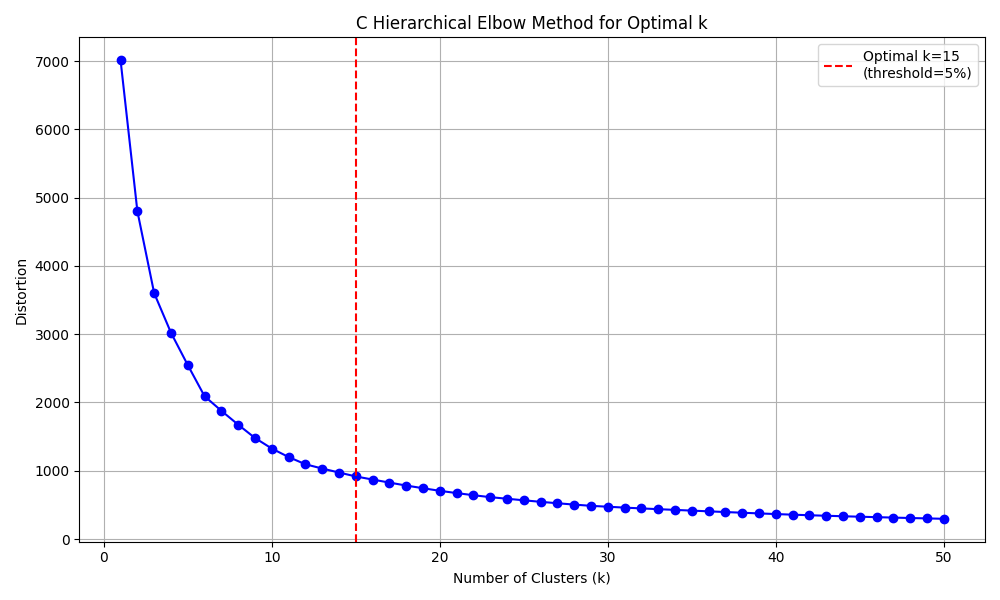 C Hierarchical Elbow Method for Optimal k
Optimal k=15
(threshold=5%)
Distortion
7000
6000
5000
4000
3000
2000
1000
0
0 10 20 30 40 50
Number of Clusters (k)